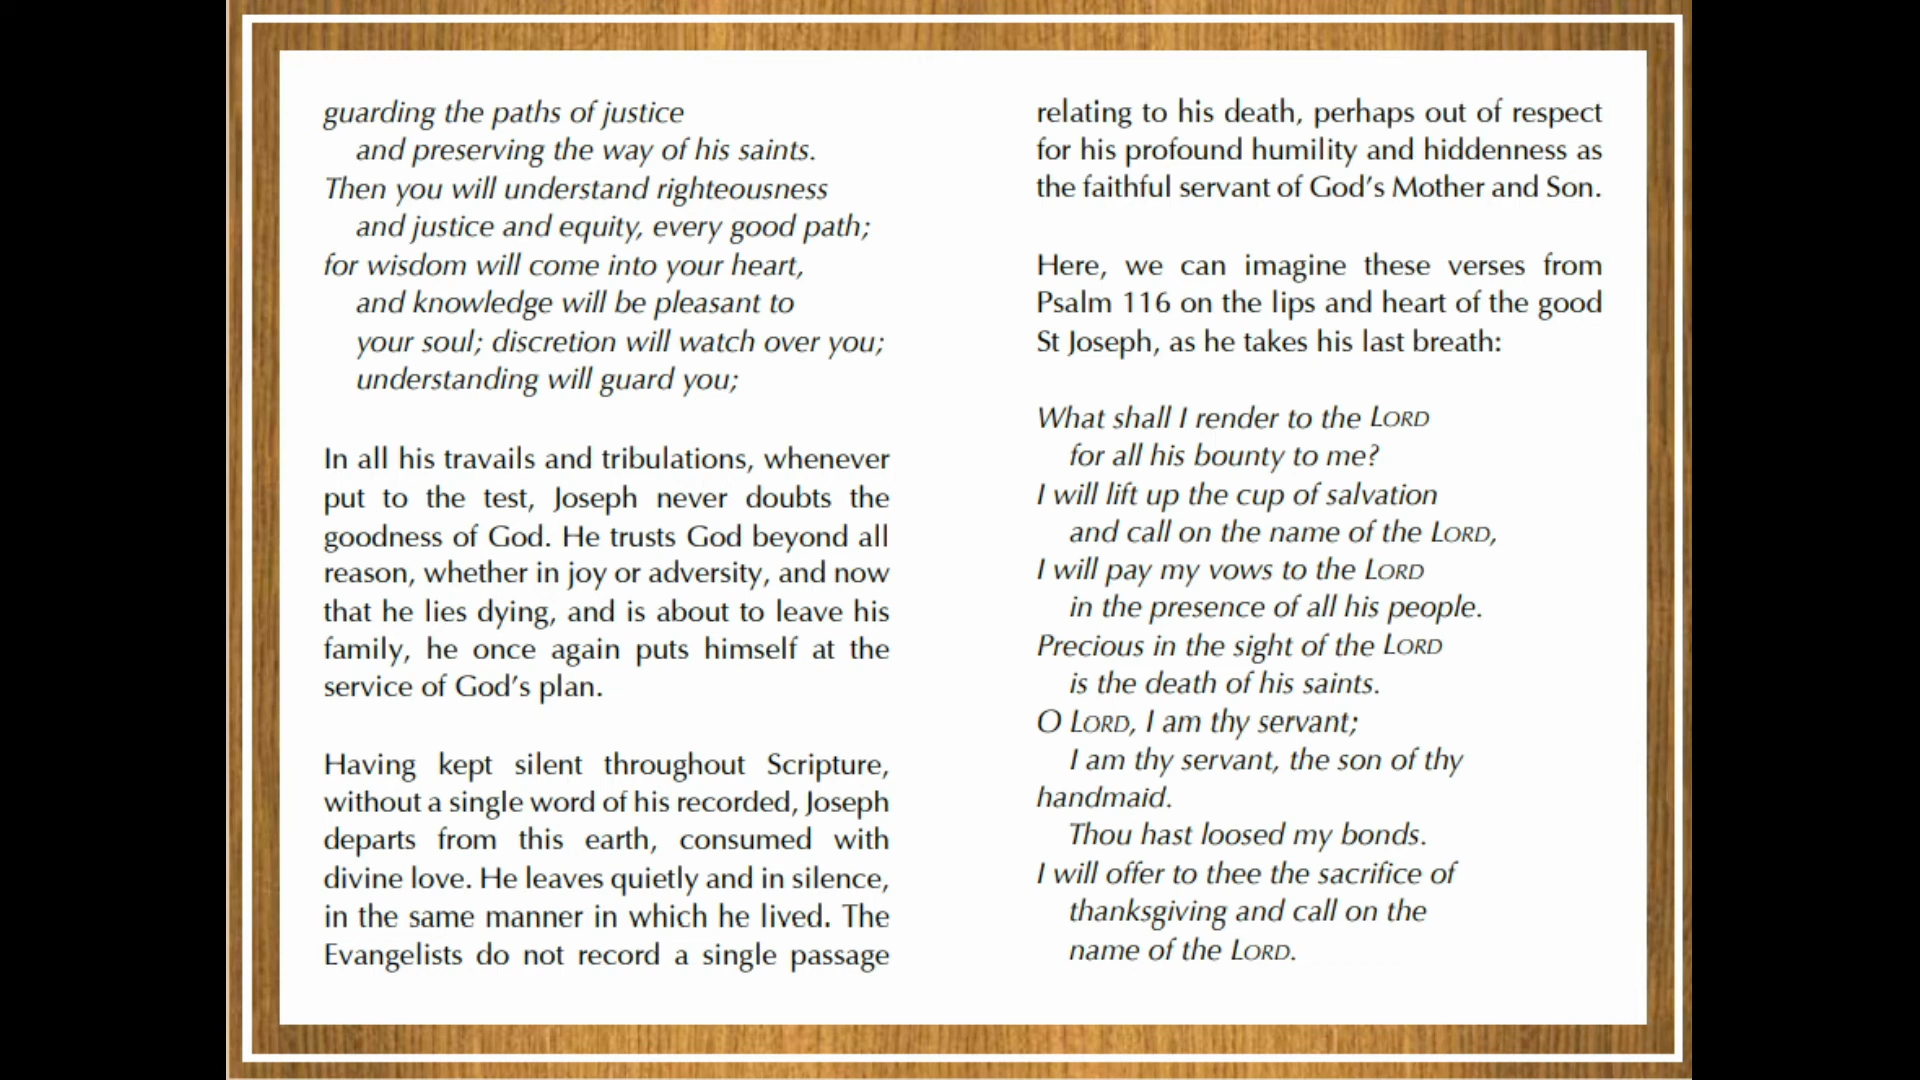 guarding the paths of justice
and preserving the way of his saints.
Then you will understand righteousness
and justice and equity, every good path;
for wisdom will come into your heart,
and knowledge will be pleasant to
your soul; discretion will watch over you;
understanding will guard you;
In all his travails and tribulations, whenever
put to the test, Joseph never doubts the
goodness of God. He trusts God beyond all
reason, whether in joy or adversity, and now
that he lies dying, and is about to leave his
family, he once again puts himself at the
service of God's plan.
Having kept silent throughout Scripture,
without a single word of his recorded, Joseph
departs from this earth, consumed with
divine love. He leaves quietly and in silence,
in the same manner in which he lived. The
Evangelists do not record a single passage
relating to his death, perhaps out of respect
for his profound humility and hiddenness as
the faithful servant of God's Mother and Son.
Here, we can imagine these verses from
Psalm 116 on the lips and heart of the good
St Joseph, as he takes his last breath:
What shall I render to the LORD
for all his bounty to me?
I will lift up the cup of salvation
and call on the name of the LORD,
I will pay my vows to the LORD
in the presence of all his people.
Precious in the sight of the LORD
is the death of his saints.
O LORD, I am thy servant;
I am thy servant, the son of thy
handmaid.
Thou hast loosed my bonds.
I will offer to thee the sacrifice of
thanksgiving and call on the
name of the LORD.